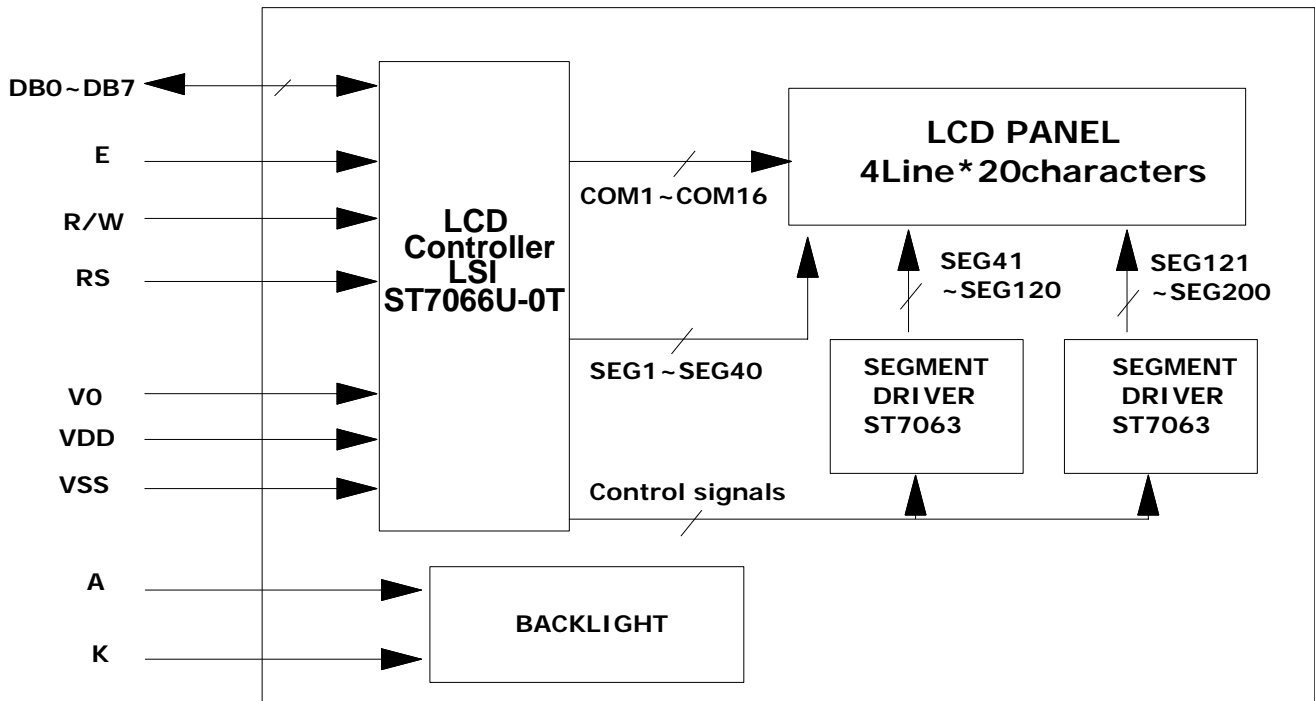 DB0~DB7
E
R/W
RS
V0
VDD
VSS
A
K
LCD
Controller
LSI
ST7066U-0T
COM1~COM16
SEG1~SEG40
Control signals
LCD PANEL
4Line*20characters
SEG41
~SEG120
SEG121
~SEG200
SEGMENT
DRIVER
ST7063
SEGMENT
DRIVER
ST7063
BACKLIGHT